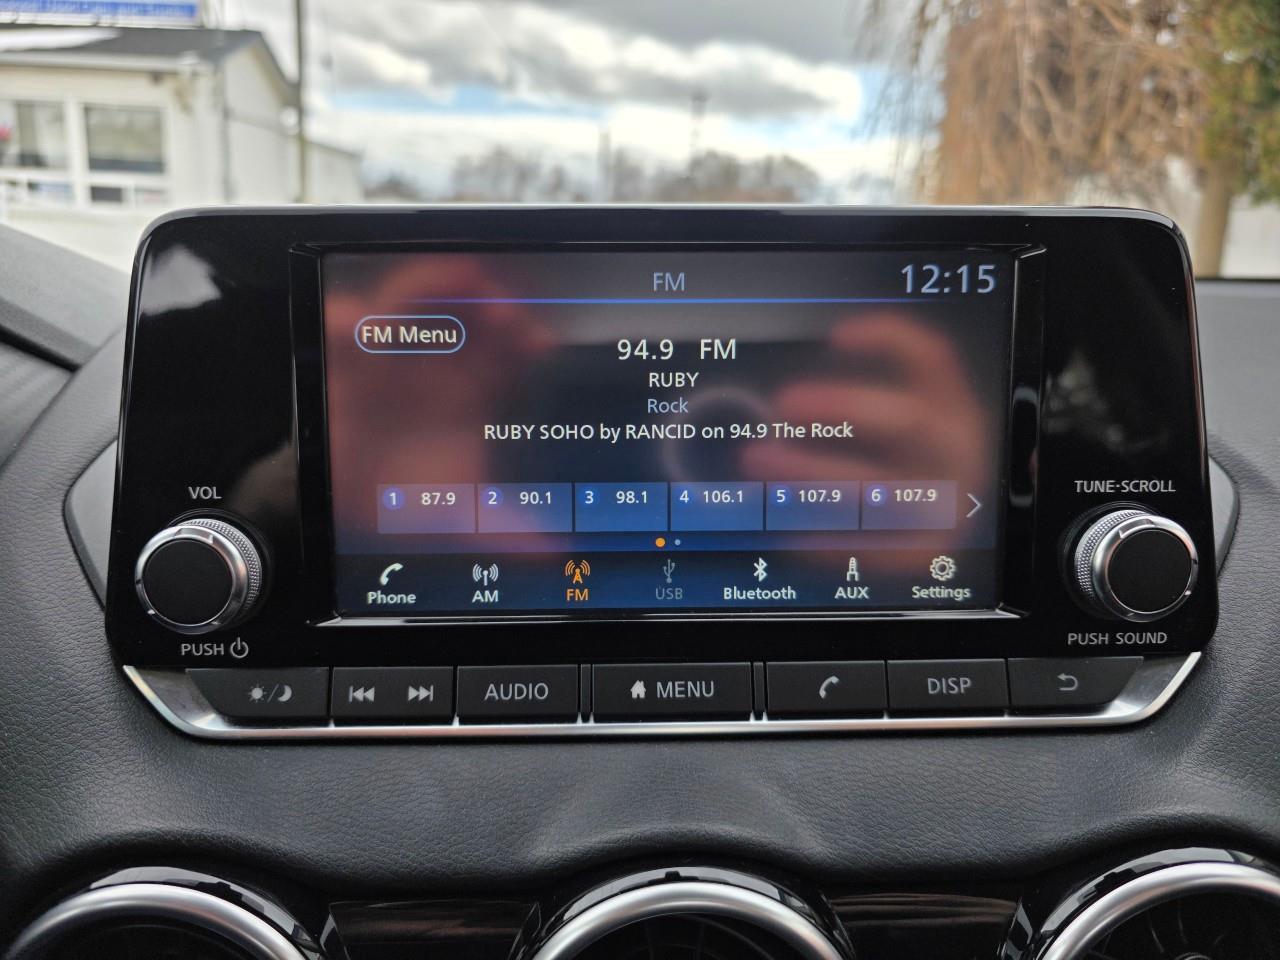 FM 12:15
FM Menu
94.9 FM
RUBY
Rock
RUBY SOHO by RANCID on 94.9 The Rock
1 87.9 2 90.1 3 98.1 4 106.1 5 107.9 6 107.9
Phone AM FM USB Bluetooth AUX Settings
VOL
PUSH
TUNE·SCROLL
PUSH SOUND
AUDIO MENU DISP